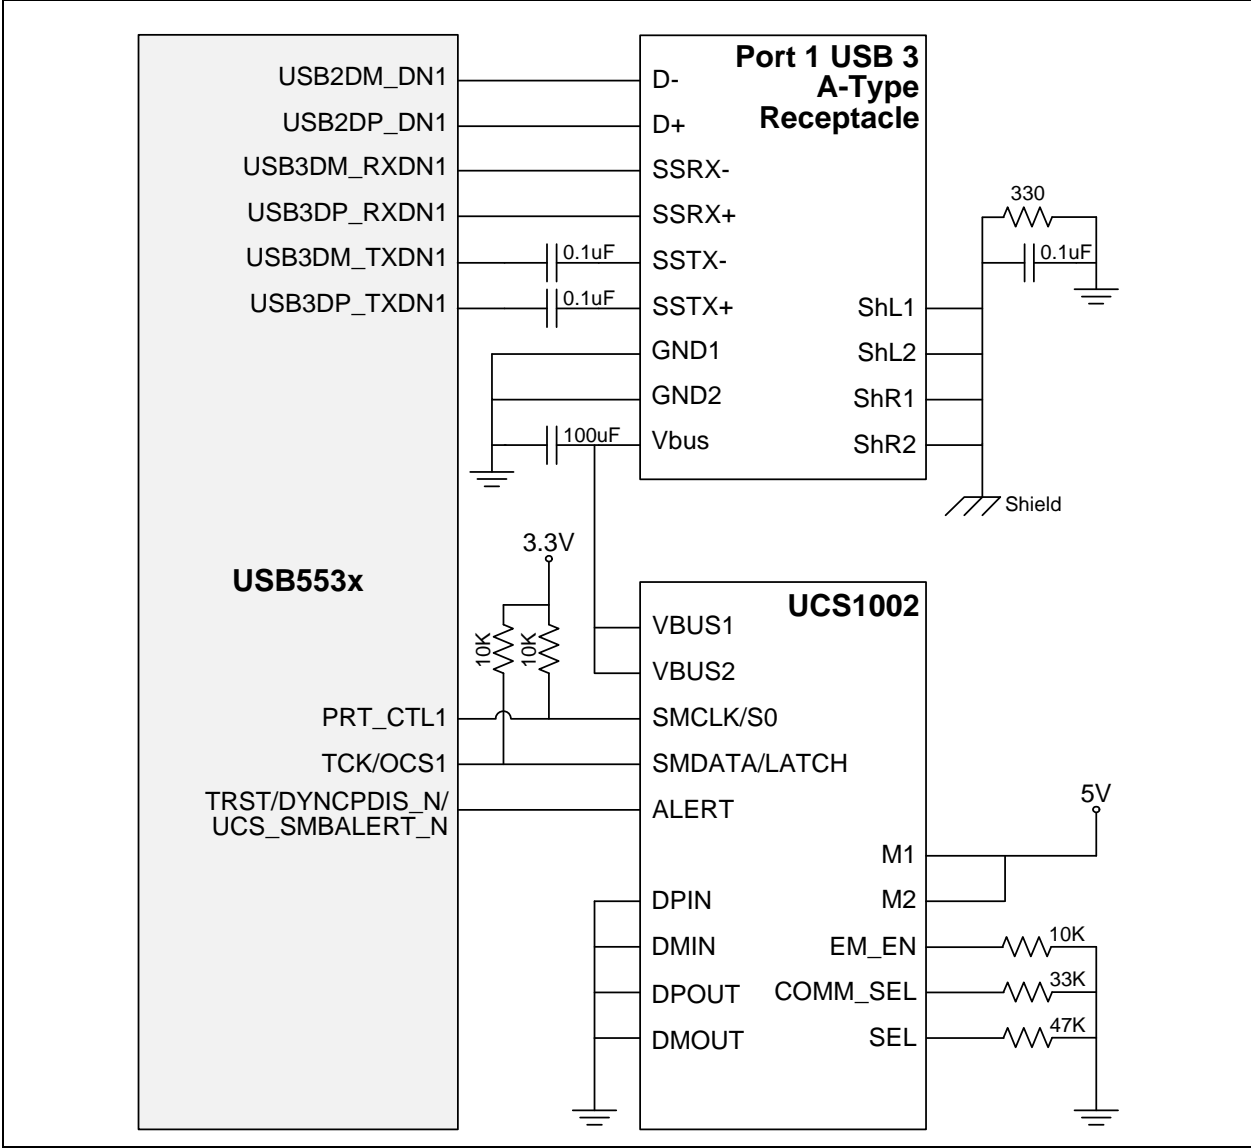 USB2DM_DN1
USB2DP_DN1
USB3DM_RXDN1
USB3DP_RXDN1
USB3DM_TXDN1
USB3DP_TXDN1
USB553x
PRT_CTL1
TCK/OCS1
TRST/DYNCPDIS_N/
UCS_SMBALERT_N
0.1uF
0.1uF
100uF
3.3V
10K
10K
Port 1 USB 3
A-Type
Receptacle
D-
D+
SSRX-
SSRX+
SSTX-
SSTX+
GND1
GND2
Vbus
ShL1
ShL2
ShR1
ShR2
330
0.1uF
Shield
UCS1002
VBUS1
VBUS2
SMCLK/S0
SMDATA/LATCH
ALERT
DPIN
DMIN
DPOUT
DMOUT
M1
M2
EM_EN
COMM_SEL
SEL
5V
10K
33K
47K